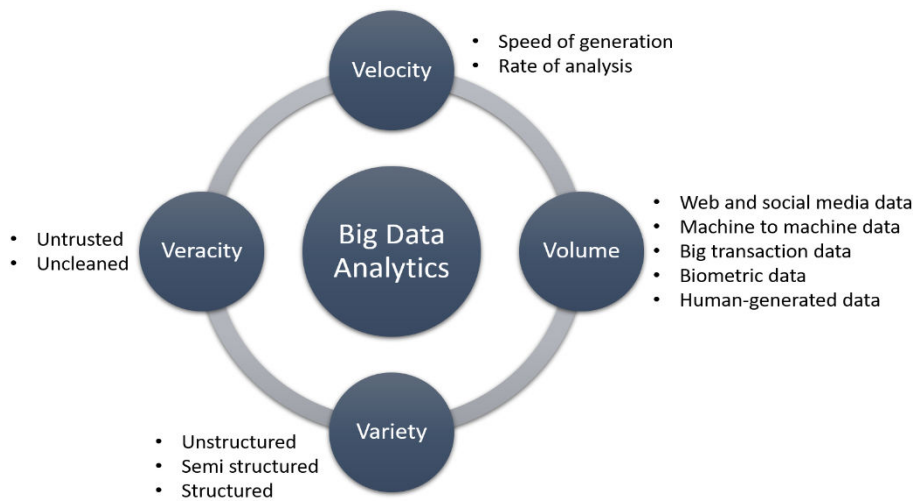 Velocity
• Speed of generation
• Rate of analysis
Veracity
• Untrusted
• Uncleaned
Big Data
Analytics
Volume
• Web and social media data
• Machine to machine data
• Big transaction data
• Biometric data
• Human-generated data
Variety
• Unstructured
• Semi structured
• Structured